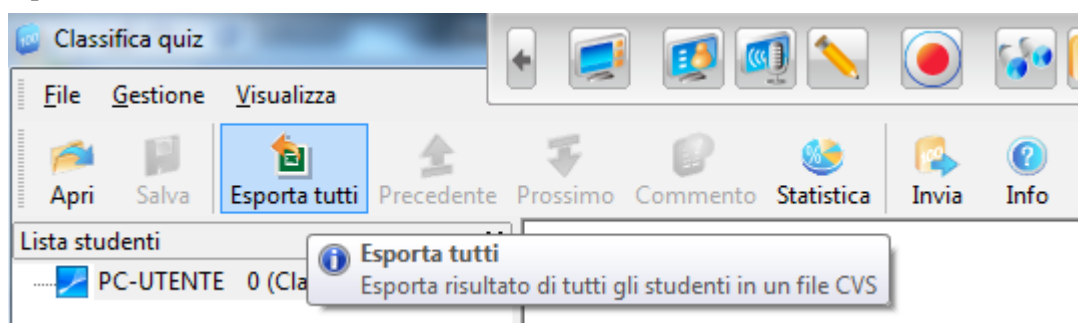 Classifica quiz
File Gestione Visualizza
Apri Salva Esporta tutti Precedente Prossimo Commento Statistica Invia Info
Lista studenti
PC-UTENTE 0 (Cla
Esporta tutti
Esporta risultato di tutti gli studenti in un file CVS